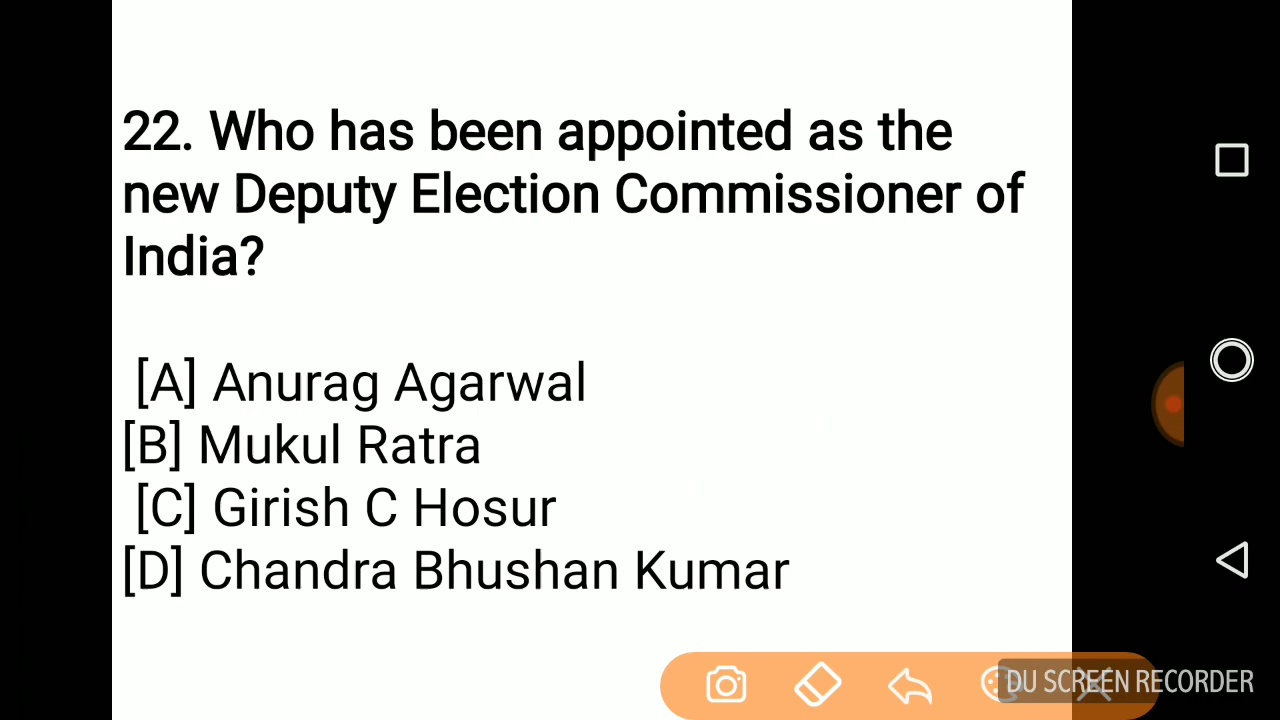 22. Who has been appointed as the
new Deputy Election Commissioner of
India?
[A] Anurag Agarwal
[B] Mukul Ratra
[C] Girish C Hosur
[D] Chandra Bhushan Kumar
DU SCREEN RECORDER